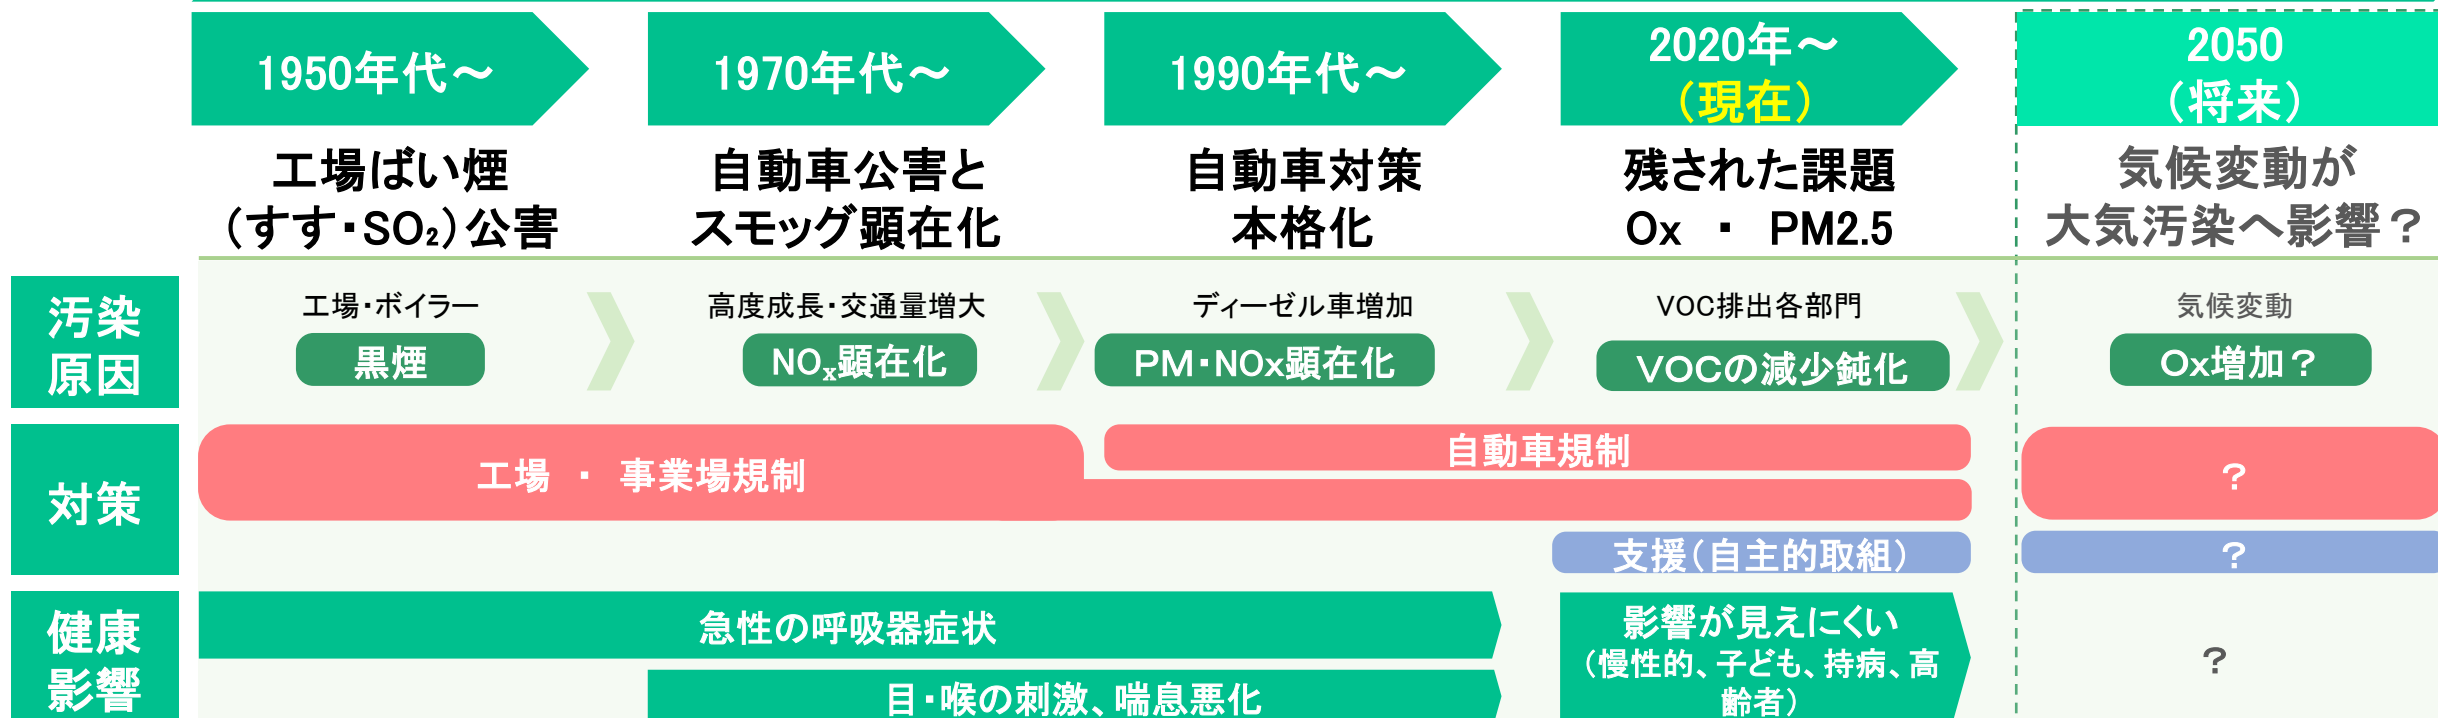 1950年代～
1970年代～
1990年代～
2020年～
（現在）
2050
（将来）
工場ばい煙
（すす・SO₂）公害
自動車公害と
スモッグ顕在化
自動車対策
本格化
残された課題
Ox ・ PM2.5
気候変動が
大気汚染へ影響？
汚染
原因
工場・ボイラー
黒煙
高度成長・交通量増大
NOx顕在化
ディーゼル車増加
PM・NOx顕在化
VOC排出各部門
VOCの減少鈍化
気候変動
Ox増加？
対策
工場 ・ 事業場規制
自動車規制
支援（自主的取組）
？
？
健康
影響
急性の呼吸器症状
目・喉の刺激、喘息悪化
影響が見えにくい
（慢性的、子ども、持病、高
齢者）
？